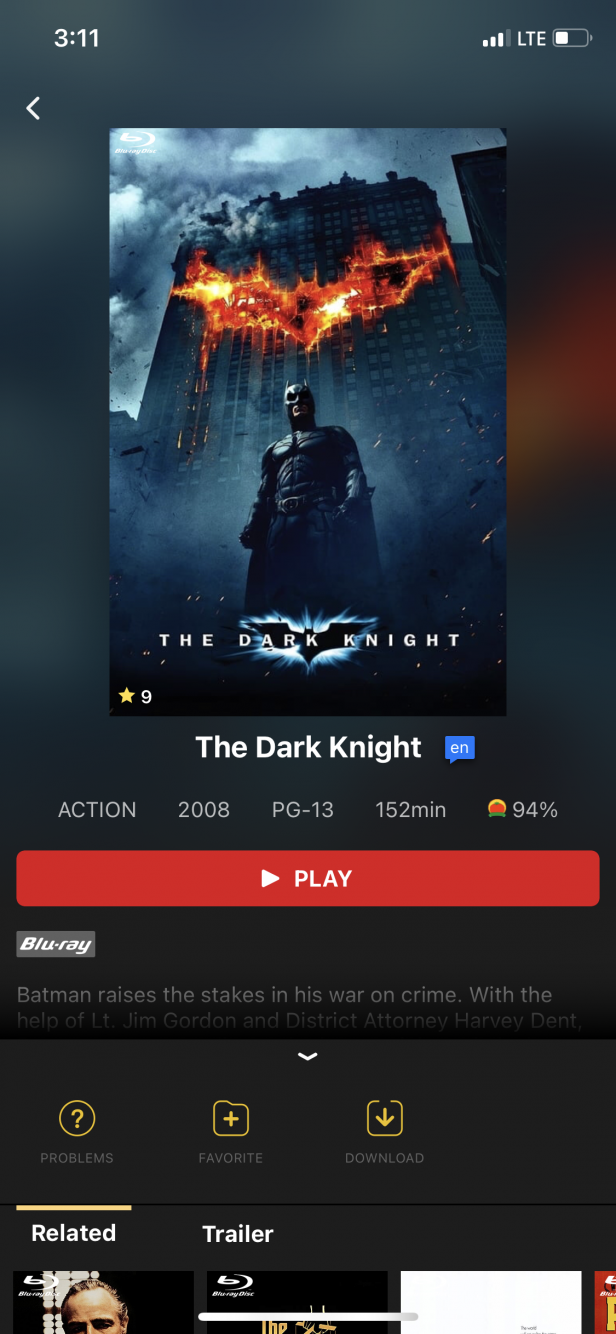 3:11
LTE
Blu-ray Disc
THE DARK KNIGHT
9
The Dark Knight en
ACTION 2008 PG-13 152min 94%
PLAY
Blu-ray
Batman raises the stakes in his war on crime. With the
help of Lt. Jim Gordon and District Attorney Harvey Dent,
?
PROBLEMS FAVORITE DOWNLOAD
Related Trailer
Blu-ray Disc Blu-ray Disc
The